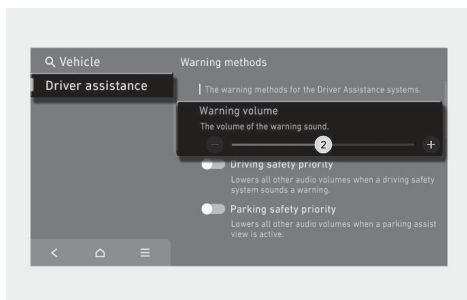 Vehicle
Driver assistance
Warning methods
The warning methods for the Driver Assistance systems.
Warning volume
The volume of the warning sound.
− 2 +
Driving safety priority
Lowers all other audio volumes when a driving safety
system sounds a warning.
Parking safety priority
Lowers all other audio volumes when a parking assist
view is active.